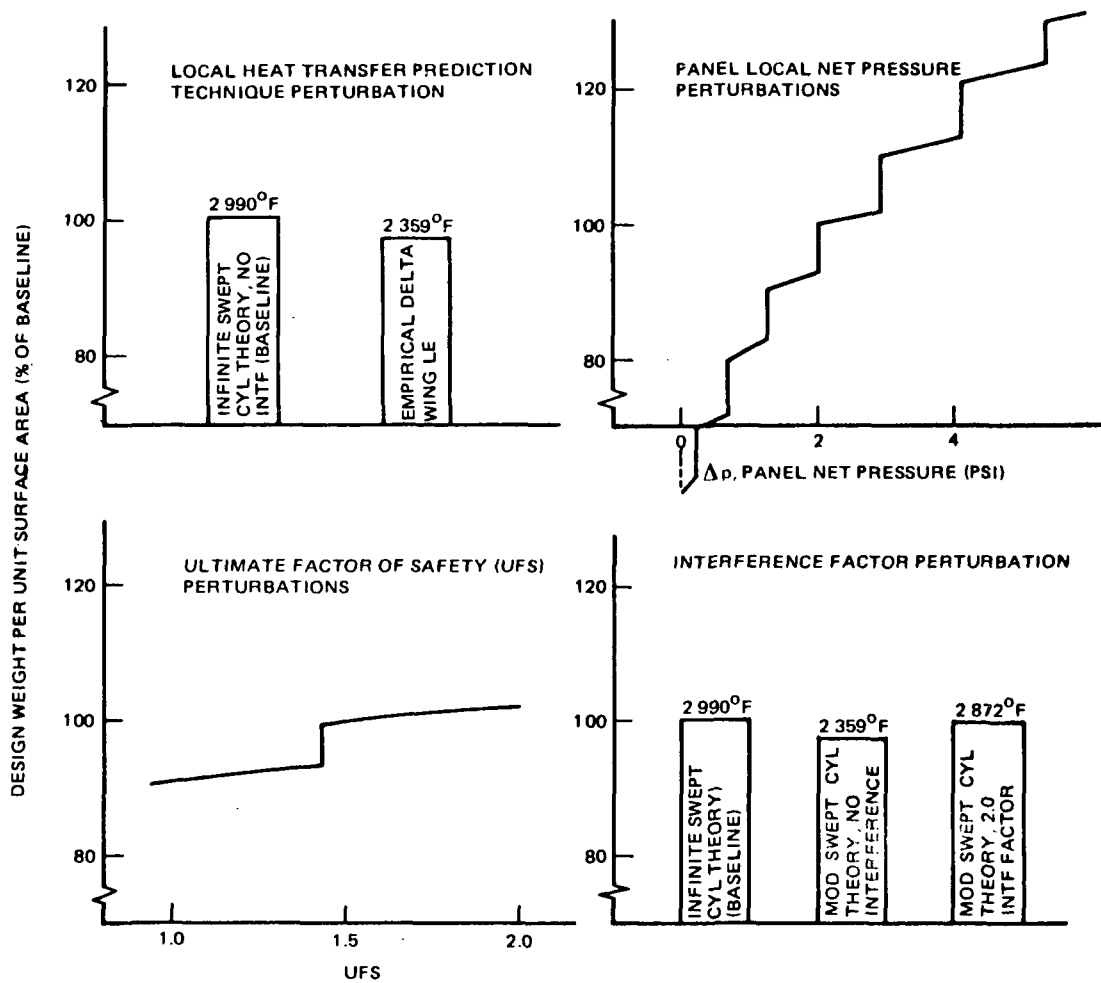 DESIGN WEIGHT PER UNIT SURFACE AREA (% OF BASELINE)
LOCAL HEAT TRANSFER PREDICTION
TECHNIQUE PERTURBATION
120
100
80
2 990°F
INFINITE SWEPT
CYL THEORY, NO
INTF (BASELINE)
2 359°F
EMPIRICAL DELTA
WING LE
PANEL LOCAL NET PRESSURE
PERTURBATIONS
120
100
80
0 2 4
Δp, PANEL NET PRESSURE (PSI)
ULTIMATE FACTOR OF SAFETY (UFS)
PERTURBATIONS
120
100
80
1.0 1.5 2.0
UFS
INTERFERENCE FACTOR PERTURBATION
120
100
80
2 990°F
INFINITE SWEPT
CYL THEORY)
(BASELINE)
2 359°F
MOD SWEPT CYL
THEORY, NO
INTERFERENCE
2 872°F
MOD SWEPT CYL
THEORY, 2.0
INTF FACTOR